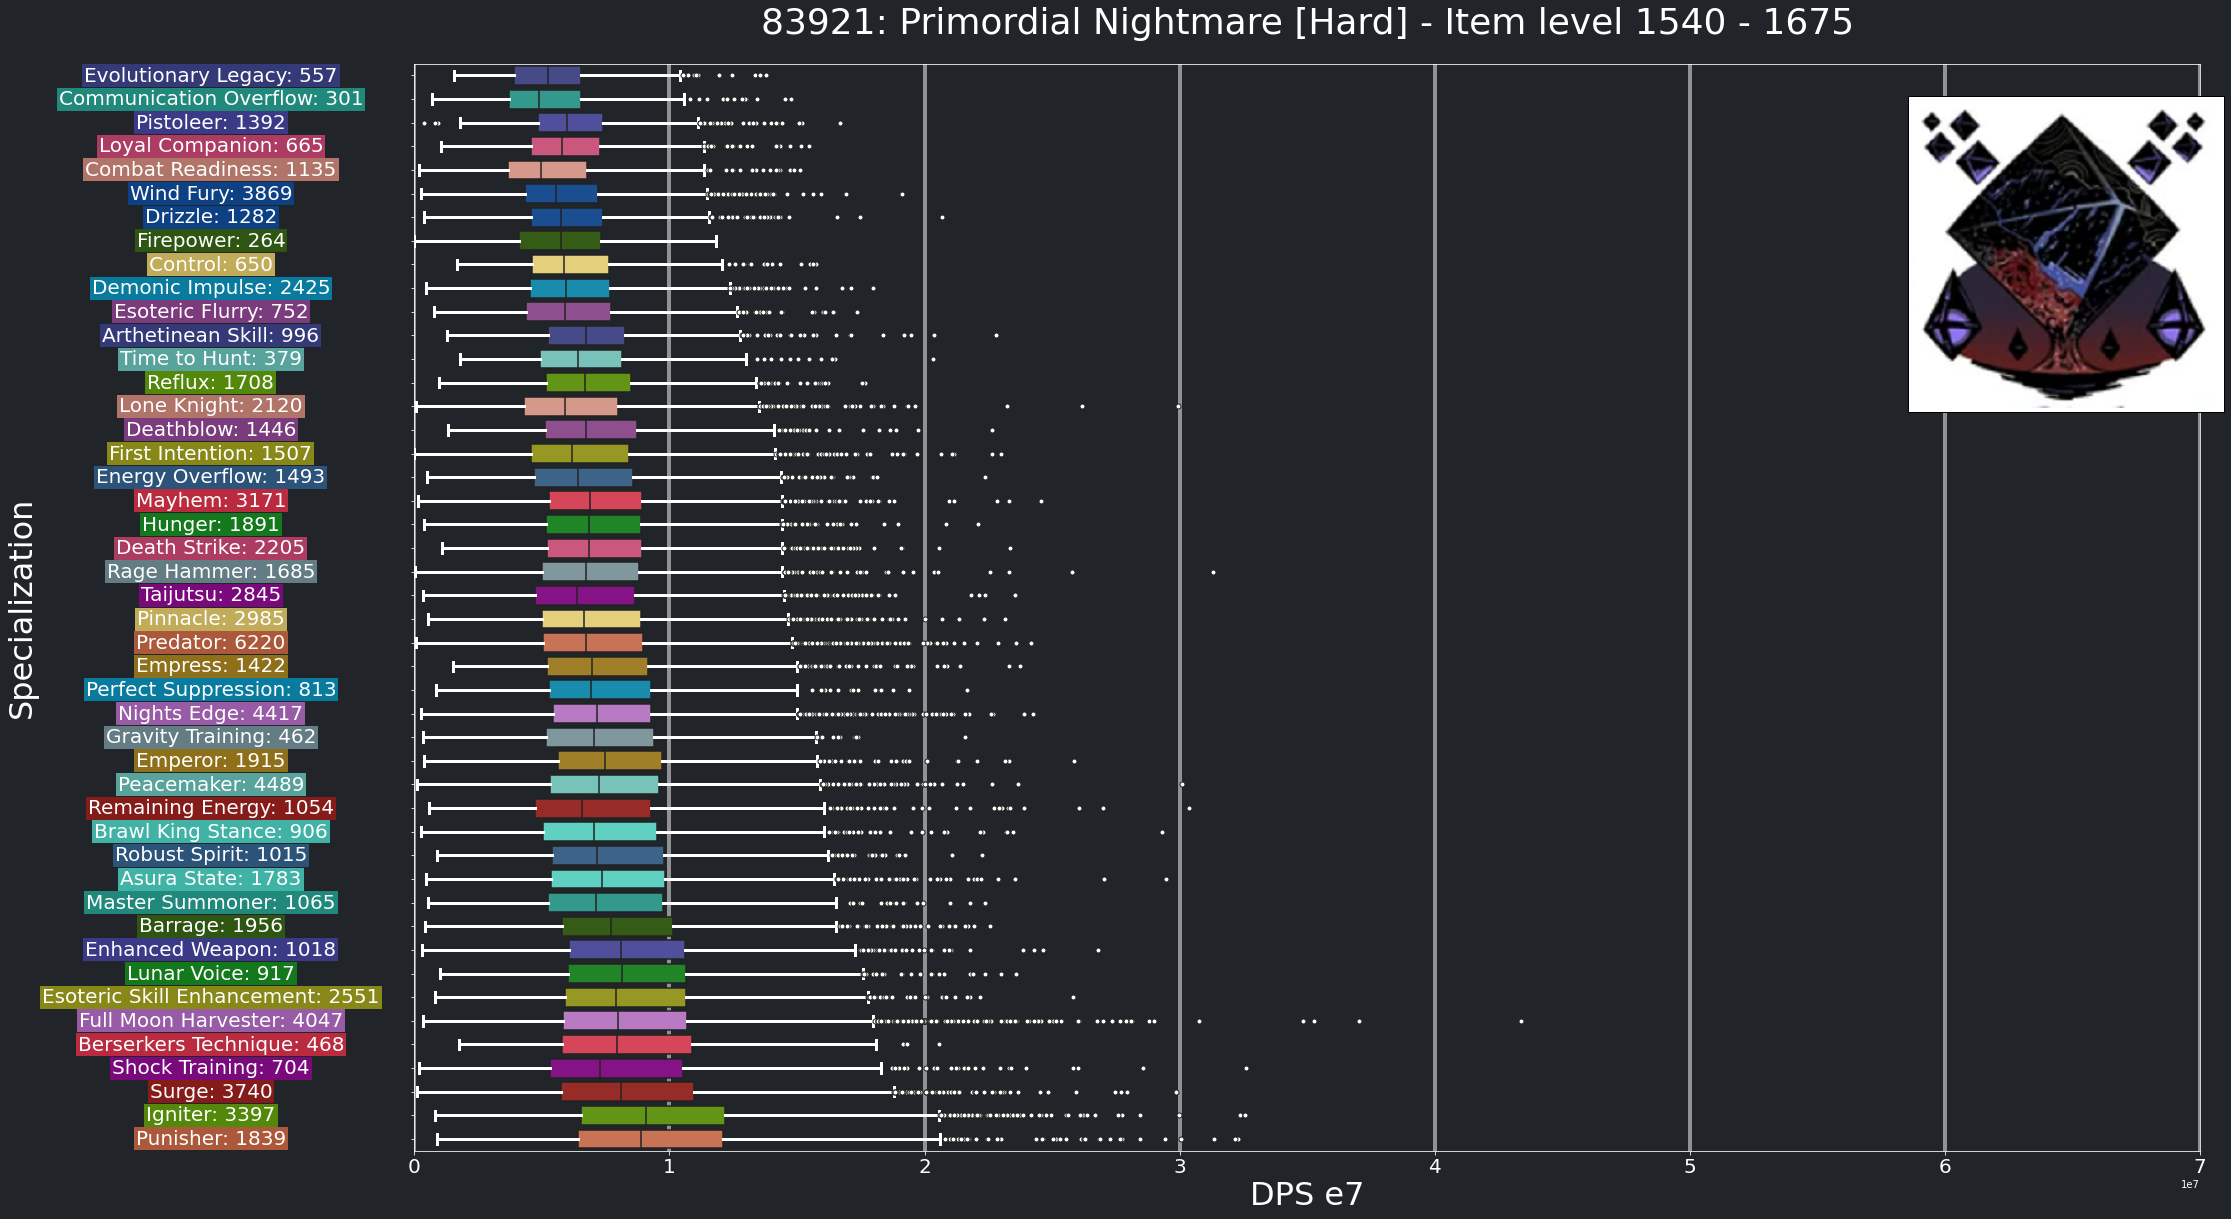 83921: Primordial Nightmare [Hard] - Item level 1540 - 1675
Evolutionary Legacy: 557
Communication Overflow: 301
Pistoleer: 1392
Loyal Companion: 665
Combat Readiness: 1135
Wind Fury: 3869
Drizzle: 1282
Firepower: 264
Control: 650
Demonic Impulse: 2425
Esoteric Flurry: 752
Arthetinean Skill: 996
Time to Hunt: 379
Reflux: 1708
Lone Knight: 2120
Deathblow: 1446
First Intention: 1507
Energy Overflow: 1493
Mayhem: 3171
Hunger: 1891
Death Strike: 2205
Rage Hammer: 1685
Taijutsu: 2845
Pinnacle: 2985
Predator: 6220
Empress: 1422
Perfect Suppression: 813
Nights Edge: 4417
Gravity Training: 462
Emperor: 1915
Peacemaker: 4489
Remaining Energy: 1054
Brawl King Stance: 906
Robust Spirit: 1015
Asura State: 1783
Master Summoner: 1065
Barrage: 1956
Enhanced Weapon: 1018
Lunar Voice: 917
Esoteric Skill Enhancement: 2551
Full Moon Harvester: 4047
Berserkers Technique: 468
Shock Training: 704
Surge: 3740
Igniter: 3397
Punisher: 1839
Specialization
0 1 2 3 4 5 6 7
1e7
DPS e7